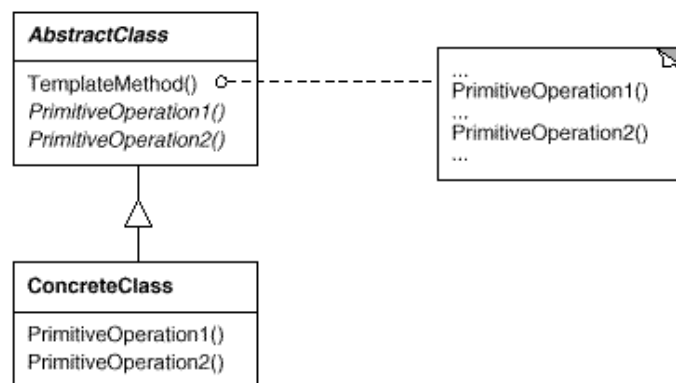 AbstractClass
TemplateMethod()
PrimitiveOperation1()
PrimitiveOperation2()
...
PrimitiveOperation1()
...
PrimitiveOperation2()
...
ConcreteClass
PrimitiveOperation1()
PrimitiveOperation2()